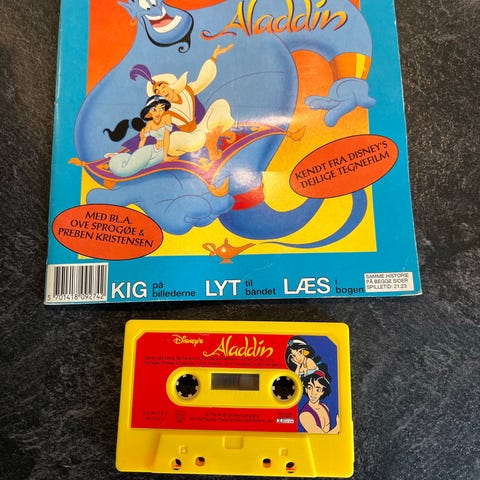 Aladdin
KENDT FRA DISNEY'S
DEJLIGE TEGNEFILM
MED BL.A.
OVE SPROGØE &
PREBEN KRISTENSEN
KIG på
billederne
LYT til
båndet
LÆS i
bogen
SAMME HISTORIE
PÅ BEGGE SIDER
SPILLETID: 21:23
5 701418 092742
Disney's
Aladdin